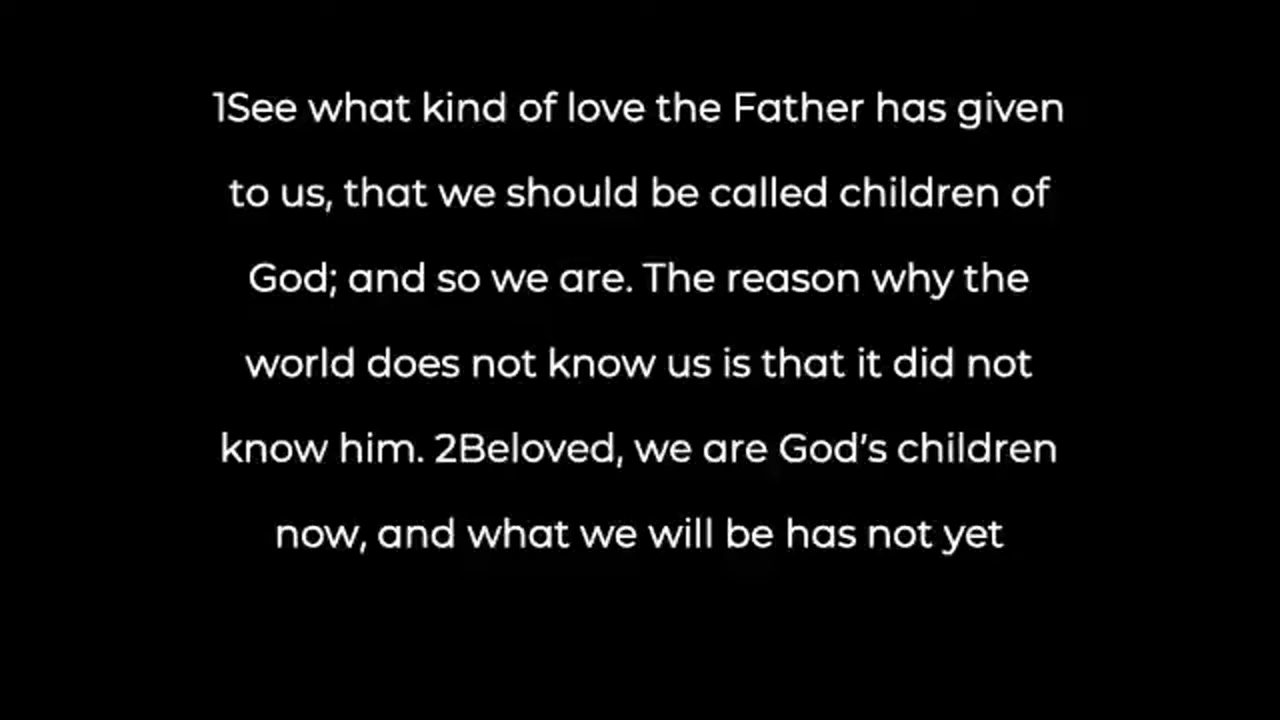 1See what kind of love the Father has given
to us, that we should be called children of
God; and so we are. The reason why the
world does not know us is that it did not
know him. 2Beloved, we are God’s children
now, and what we will be has not yet